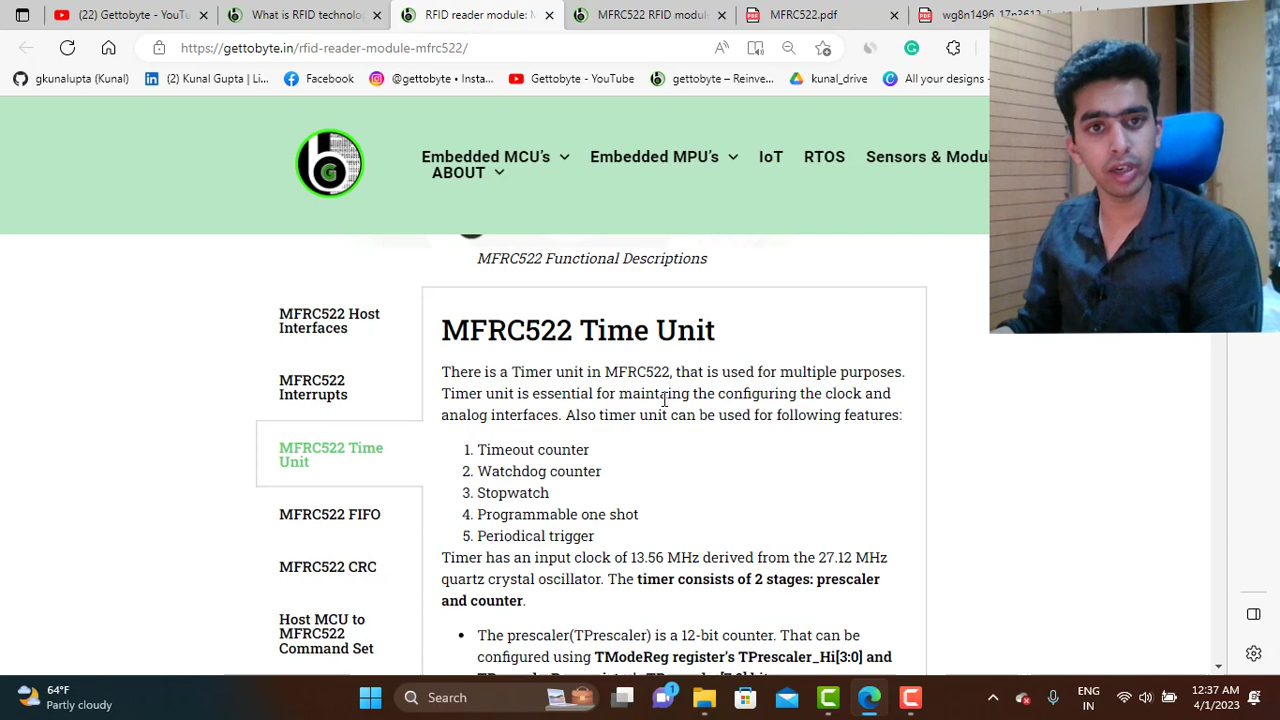 (22) Gettobyte - YouTu
What is RFID technolo
RFID reader module: M
MFRC522 RFID modul
MFRC522.pdf
https://gettobyte.in/rfid-reader-module-mfrc522/
gkunalupta (Kunal)
(2) Kunal Gupta | Li...
Facebook
@gettobyte • Insta...
Gettobyte - YouTube
gettobyte – Reinve...
kunal_drive
All your designs -
Embedded MCU's
Embedded MPU's
IoT
RTOS
Sensors & Modul
ABOUT
MFRC522 Functional Descriptions
MFRC522 Host
Interfaces
MFRC522
Interrupts
MFRC522 Time
Unit
MFRC522 FIFO
MFRC522 CRC
Host MCU to
MFRC522
Command Set
MFRC522 Time Unit
There is a Timer unit in MFRC522, that is used for multiple purposes.
Timer unit is essential for maintaing the configuring the clock and
analog interfaces. Also timer unit can be used for following features:
1. Timeout counter
2. Watchdog counter
3. Stopwatch
4. Programmable one shot
5. Periodical trigger
Timer has an input clock of 13.56 MHz derived from the 27.12 MHz
quartz crystal oscillator. The timer consists of 2 stages: prescaler
and counter.
• The prescaler(TPrescaler) is a 12-bit counter. That can be
configured using TModeReg register's TPrescaler_Hi[3:0] and
64°F
Partly cloudy
Search
1
ENG
IN
12:37 AM
4/1/2023